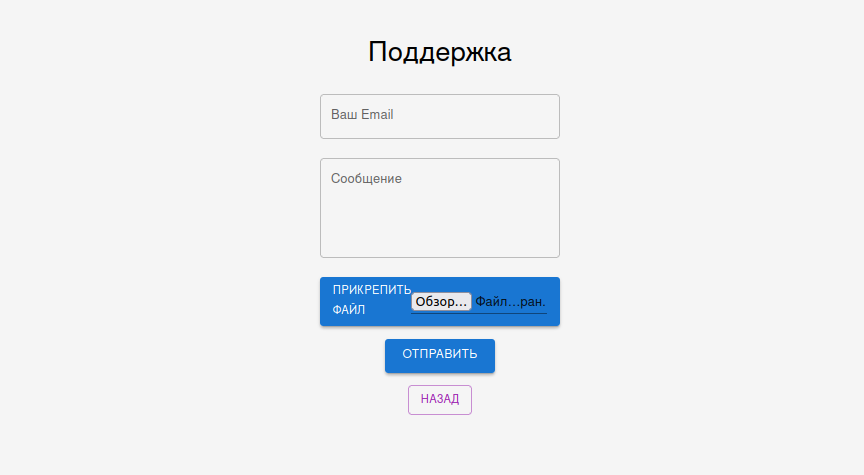 Поддержка
Ваш Email
Сообщение
ПРИКРЕПИТЬ
ФАЙЛ
Обзор... Файл...ран.
ОТПРАВИТЬ
НАЗАД